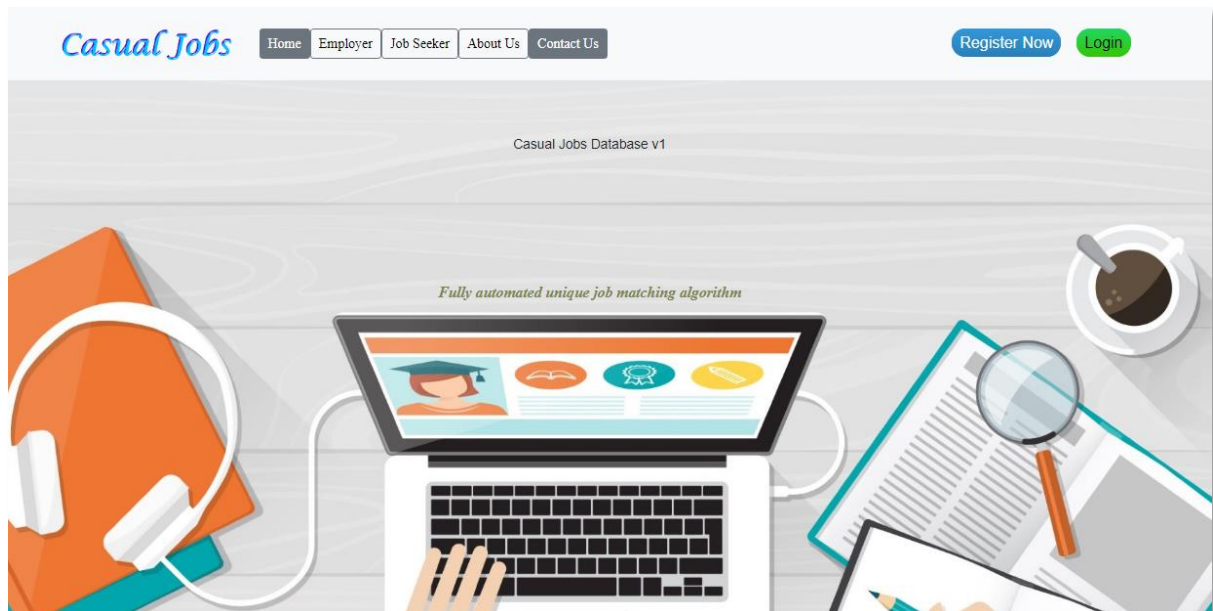 Casual Jobs
Home Employer Job Seeker About Us Contact Us
Register Now Login
Casual Jobs Database v1
Fully automated unique job matching algorithm